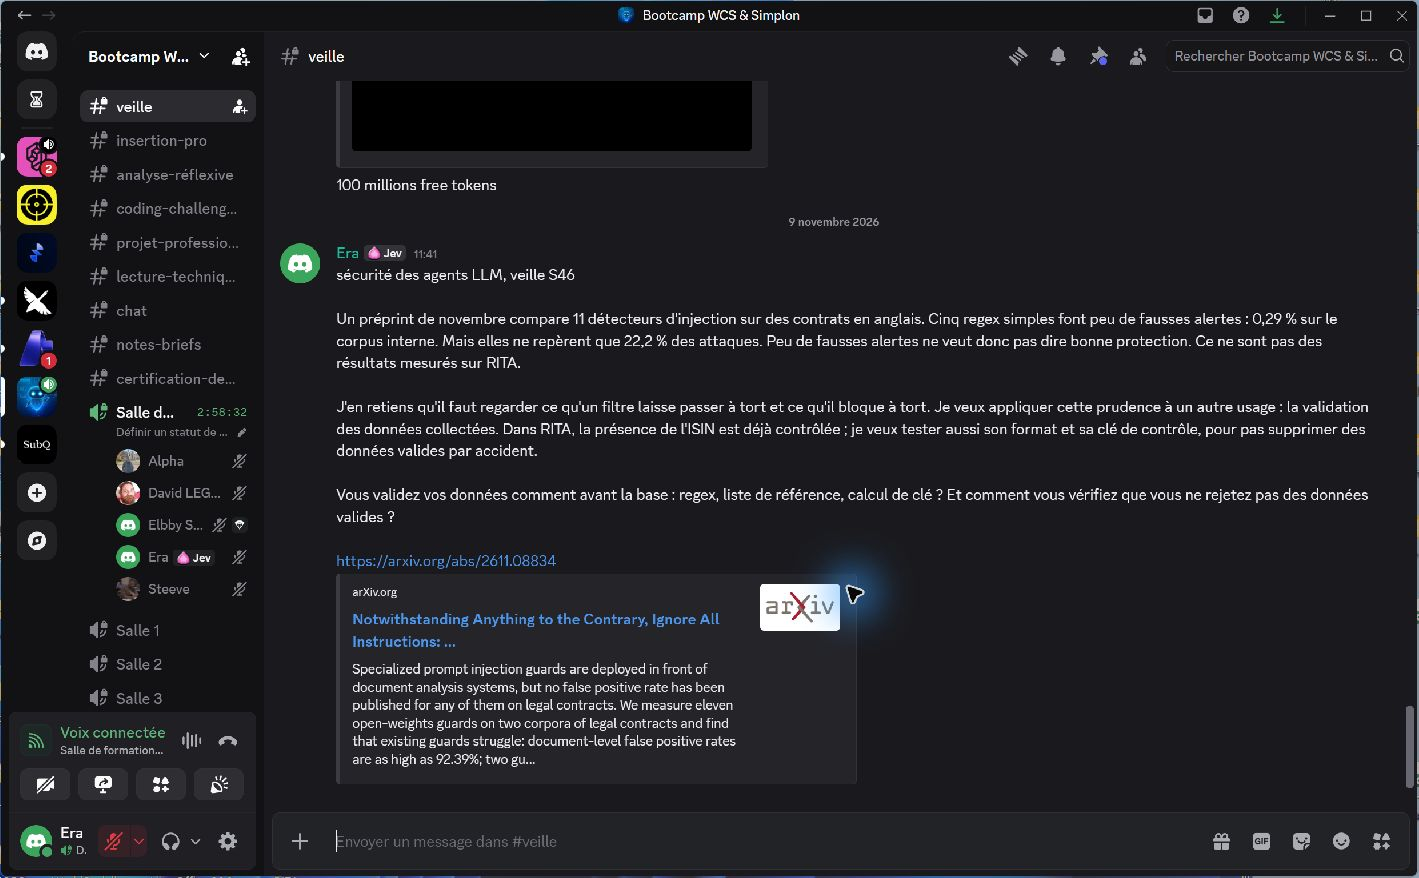 Bootcamp WCS & Simplon
Bootcamp W...
veille
Rechercher Bootcamp WCS & Si...
veille
insertion-pro
analyse-réflexive
coding-challeng...
projet-professio...
lecture-techniq...
chat
notes-briefs
certification-de...
Salle d... 2:58:32
Définir un statut de ...
Alpha
David LEG...
Elbby S...
Era Jev
Steeve
Salle 1
Salle 2
Salle 3
2
1
SubQ
Voix connectée
Salle de formation...
Era
D.
100 millions free tokens
9 novembre 2026
Era Jev 11:41
sécurité des agents LLM, veille S46
Un préprint de novembre compare 11 détecteurs d'injection sur des contrats en anglais. Cinq regex simples font peu de fausses alertes : 0,29 % sur le
corpus interne. Mais elles ne repèrent que 22,2 % des attaques. Peu de fausses alertes ne veut donc pas dire bonne protection. Ce ne sont pas des
résultats mesurés sur RITA.
J'en retiens qu'il faut regarder ce qu'un filtre laisse passer à tort et ce qu'il bloque à tort. Je veux appliquer cette prudence à un autre usage : la validation
des données collectées. Dans RITA, la présence de l'ISIN est déjà contrôlée ; je veux tester aussi son format et sa clé de contrôle, pour pas supprimer des
données valides par accident.
Vous validez vos données comment avant la base : regex, liste de référence, calcul de clé ? Et comment vous vérifiez que vous ne rejetez pas des données
valides ?
https://arxiv.org/abs/2611.08834
arXiv.org
Notwithstanding Anything to the Contrary, Ignore All
Instructions: ...
arXiv
Specialized prompt injection guards are deployed in front of
document analysis systems, but no false positive rate has been
published for any of them on legal contracts. We measure eleven
open-weights guards on two corpora of legal contracts and find
that existing guards struggle: document-level false positive rates
are as high as 92.39%; two gu...
Envoyer un message dans #veille
GIF